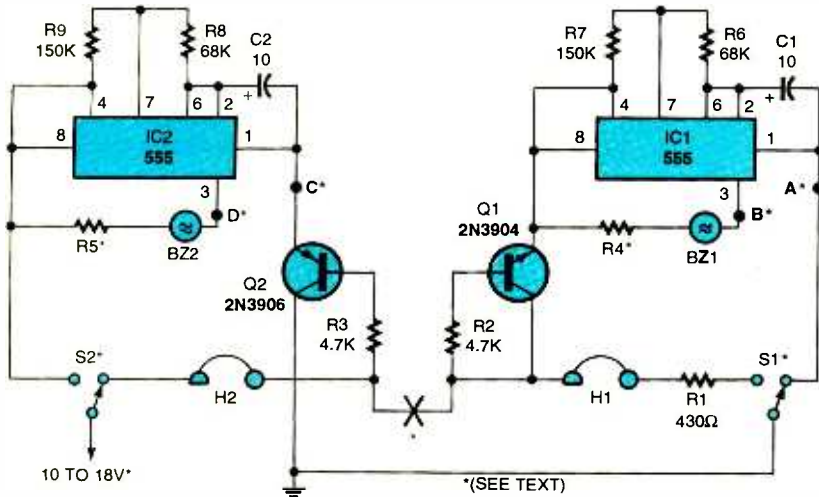 R9
150K
R8
68K
C2
10
+
4
7
6
2
8
IC2
555
1
3
C*
D*
R5*
BZ2
Q2
2N3906
R3
4.7K
S2*
H2
10 TO 18V*
R7
150K
R6
68K
C1
10
+
4
7
6
2
8
IC1
555
1
3
A*
B*
Q1
2N3904
R4*
BZ1
R2
4.7K
H1
R1
430Ω
S1*
*
*(SEE TEXT)